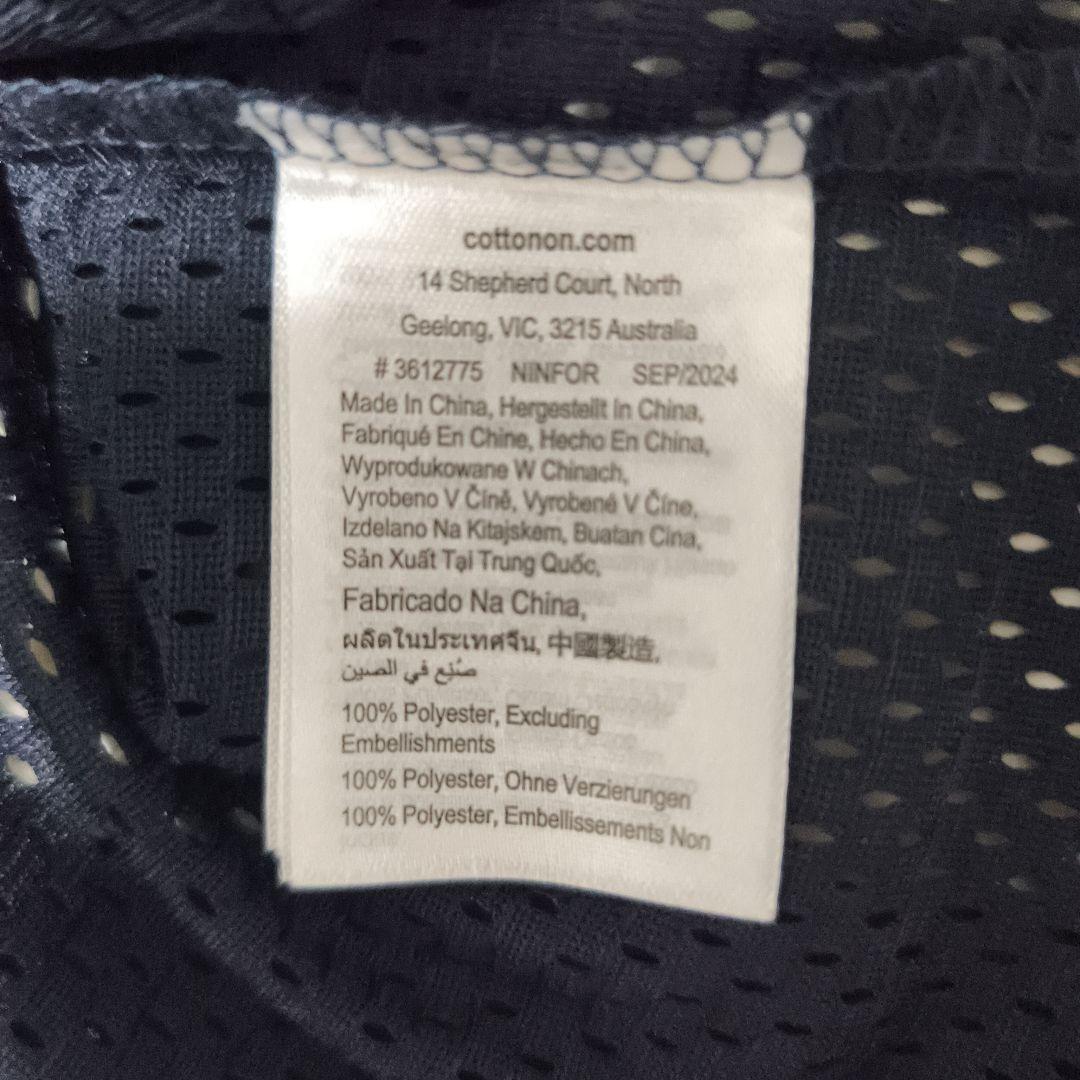 cottonon.com
14 Shepherd Court, North
Geelong, VIC, 3215 Australia
# 3612775 NINFOR SEP/2024
Made In China, Hergestellt In China,
Fabriqué En Chine, Hecho En China,
Wyprodukowane W Chinach,
Vyrobeno V Číně, Vyrobené V Číne,
Izdelano Na Kitajskem, Buatan Cina,
Sản Xuất Tại Trung Quốc,
Fabricado Na China,
ผลิตในประเทศจีน, 中國製造,
صُنِع في الصين
100% Polyester, Excluding
Embellishments
100% Polyester, Ohne Verzierungen
100% Polyester, Embellissements Non